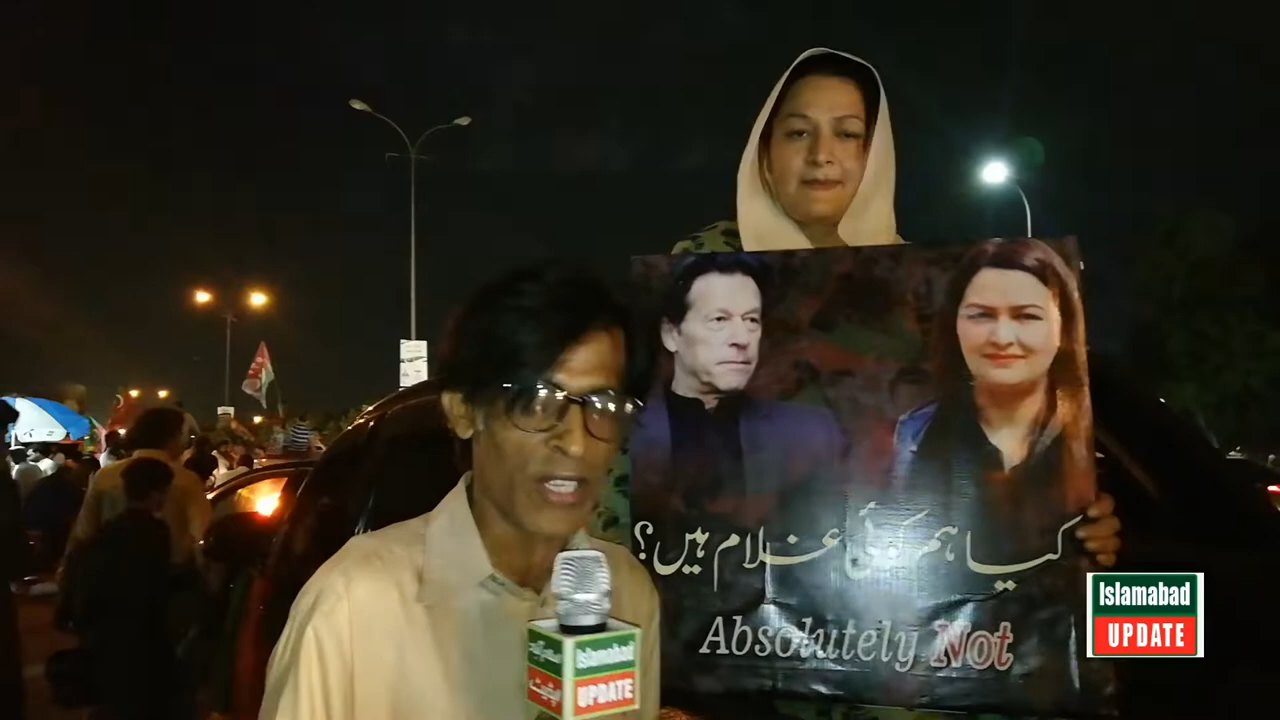 کیا ہم کوئی غلام ہیں؟
Absolutely Not
Islamabad
UPDATE
Islamabad
UPDATE